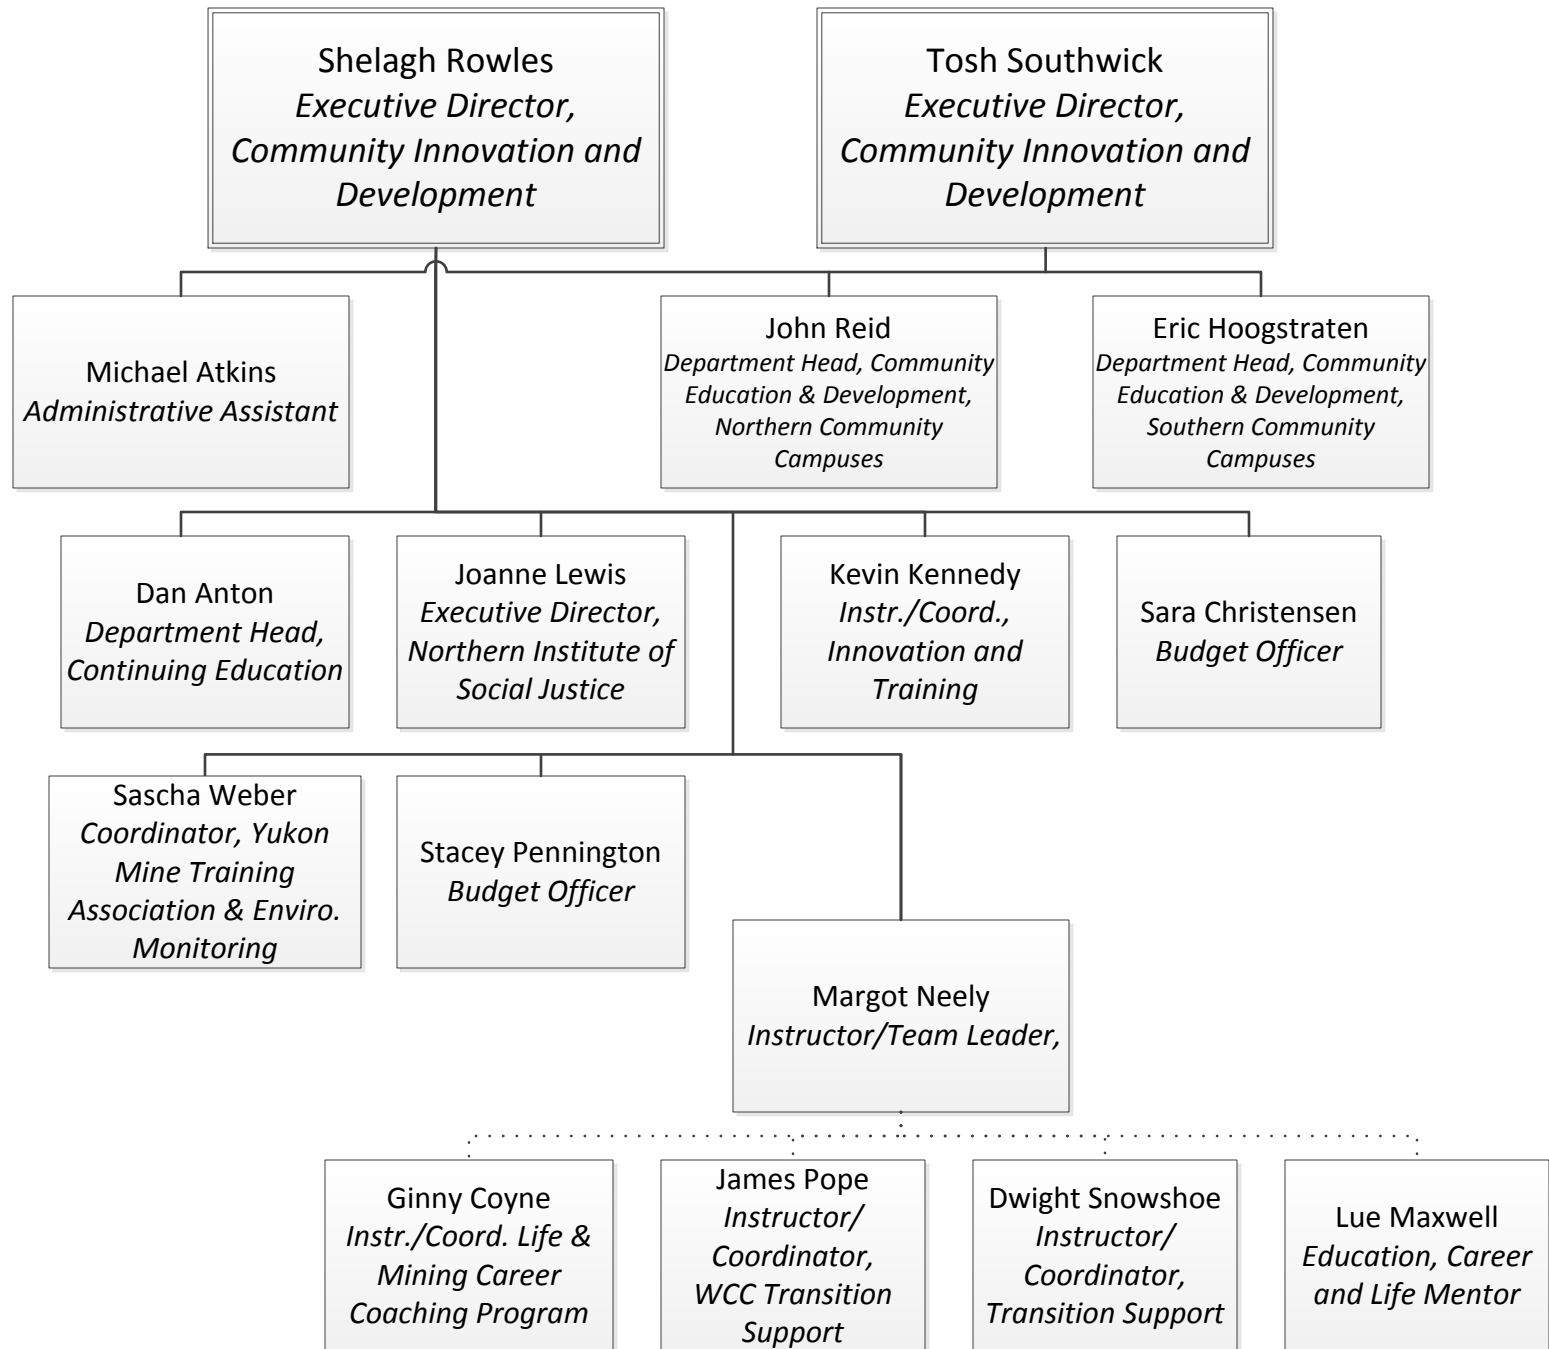 Shelagh Rowles
Executive Director,
Community Innovation and
Development
Tosh Southwick
Executive Director,
Community Innovation and
Development
Michael Atkins
Administrative Assistant
John Reid
Department Head, Community
Education & Development,
Northern Community
Campuses
Eric Hoogstraten
Department Head, Community
Education & Development,
Southern Community
Campuses
Dan Anton
Department Head,
Continuing Education
Joanne Lewis
Executive Director,
Northern Institute of
Social Justice
Kevin Kennedy
Instr./Coord.,
Innovation and
Training
Sara Christensen
Budget Officer
Sascha Weber
Coordinator, Yukon
Mine Training
Association & Enviro.
Monitoring
Stacey Pennington
Budget Officer
Margot Neely
Instructor/Team Leader,
Ginny Coyne
Instr./Coord. Life &
Mining Career
Coaching Program
James Pope
Instructor/
Coordinator,
WCC Transition
Support
Dwight Snowshoe
Instructor/
Coordinator,
Transition Support
Lue Maxwell
Education, Career
and Life Mentor